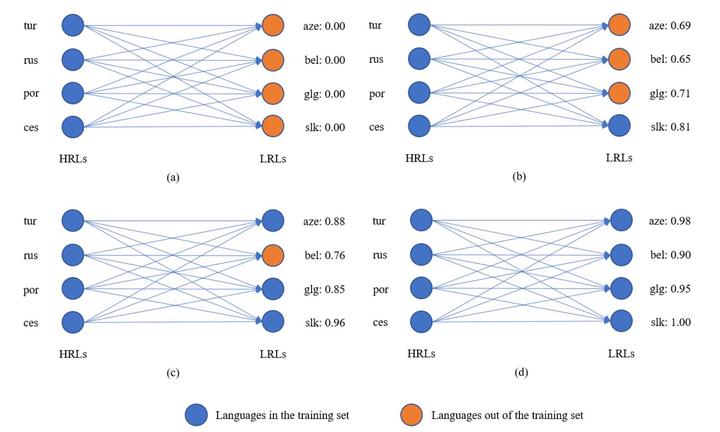 tur aze: 0.00
rus bel: 0.00
por glg: 0.00
ces slk: 0.00
HRLs LRLs
(a)
tur aze: 0.69
rus bel: 0.65
por glg: 0.71
ces slk: 0.81
HRLs LRLs
(b)
tur aze: 0.88
rus bel: 0.76
por glg: 0.85
ces slk: 0.96
HRLs LRLs
(c)
tur aze: 0.98
rus bel: 0.90
por glg: 0.95
ces slk: 1.00
HRLs LRLs
(d)
Languages in the training set Languages out of the training set